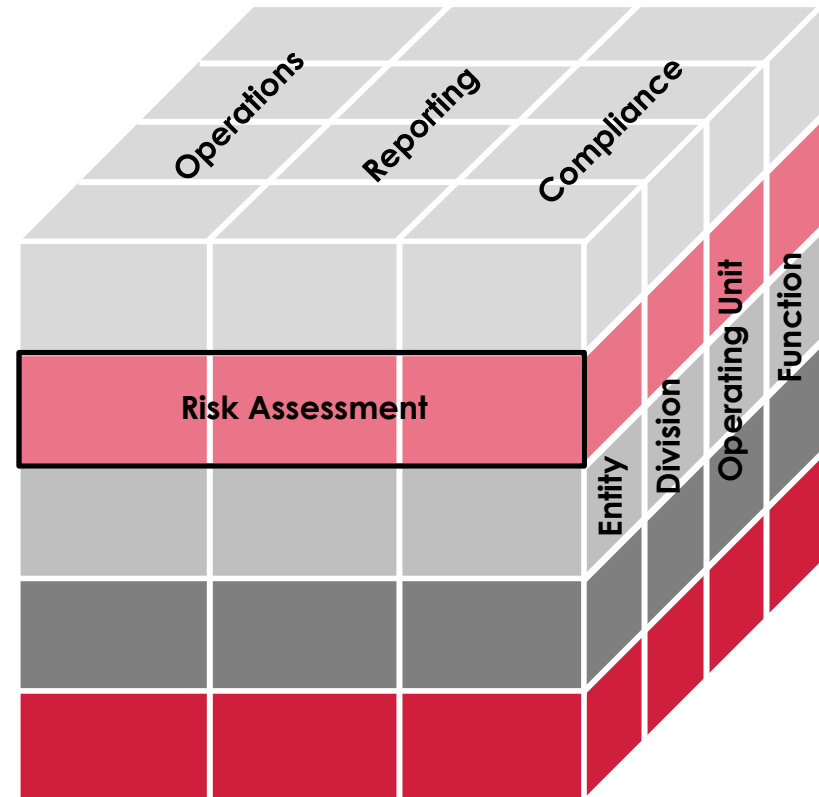 Operations
Reporting
Compliance
Risk Assessment
Entity
Division
Operating Unit
Function